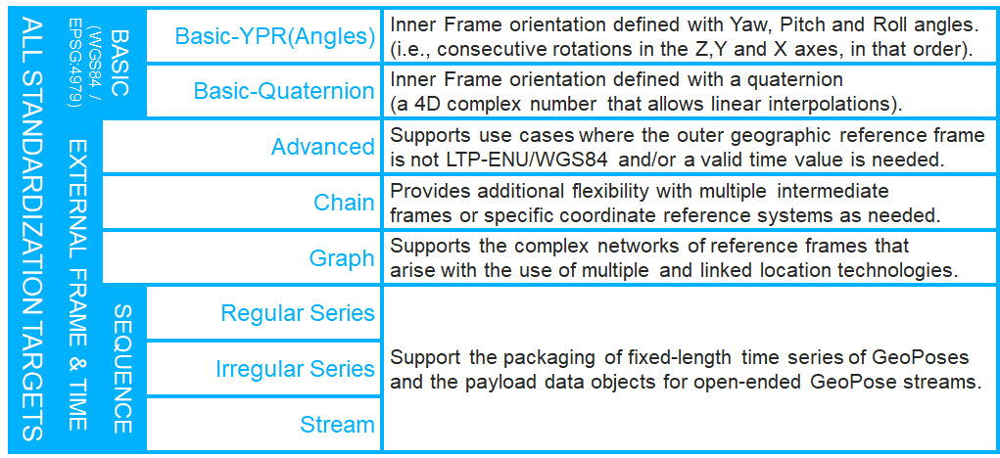 ALL STANDARDIZATION TARGETS
BASIC
(WGS84 /
EPSG:4979)
Basic-YPR(Angles)
Inner Frame orientation defined with Yaw, Pitch and Roll angles.
(i.e., consecutive rotations in the Z,Y and X axes, in that order).
Basic-Quaternion
Inner Frame orientation defined with a quaternion
(a 4D complex number that allows linear interpolations).
EXTERNAL FRAME & TIME
Advanced
Supports use cases where the outer geographic reference frame
is not LTP-ENU/WGS84 and/or a valid time value is needed.
Chain
Provides additional flexibility with multiple intermediate
frames or specific coordinate reference systems as needed.
Graph
Supports the complex networks of reference frames that
arise with the use of multiple and linked location technologies.
SEQUENCE
Regular Series
Irregular Series
Stream
Support the packaging of fixed-length time series of GeoPoses
and the payload data objects for open-ended GeoPose streams.